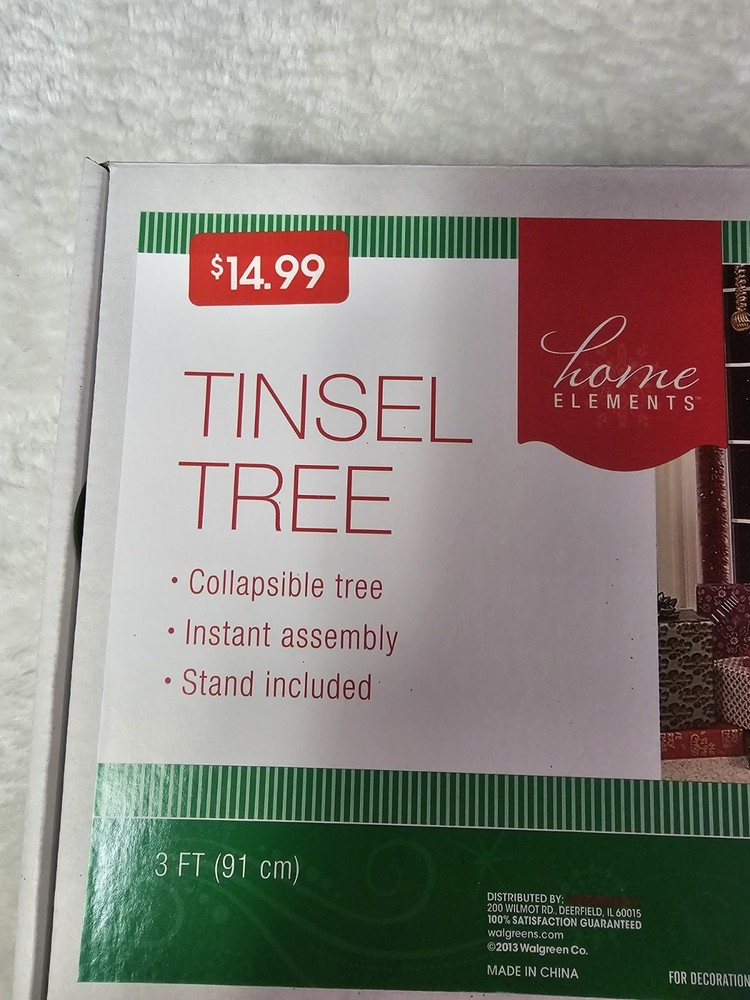 $14.99
home
ELEMENTS™
TINSEL
TREE
• Collapsible tree
• Instant assembly
• Stand included
3 FT (91 cm)
DISTRIBUTED BY:
200 WILMOT RD., DEERFIELD, IL 60015
100% SATISFACTION GUARANTEED
walgreens.com
©2013 Walgreen Co.
MADE IN CHINA
FOR DECORATION